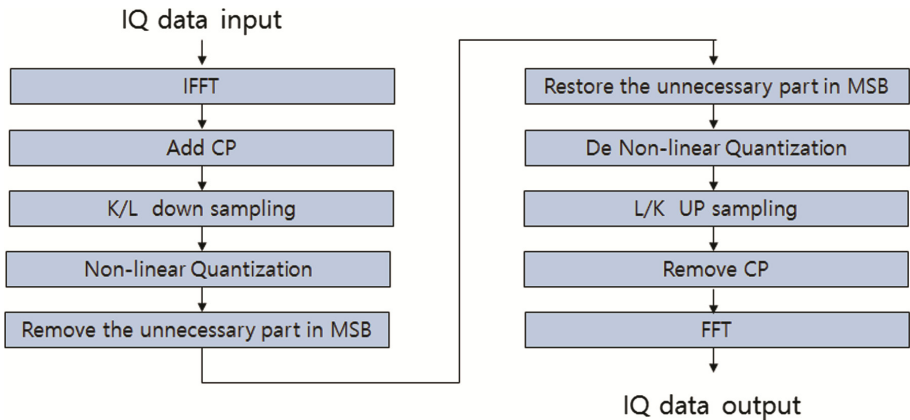 IQ data input
IFFT
Add CP
K/L down sampling
Non-linear Quantization
Remove the unnecessary part in MSB
Restore the unnecessary part in MSB
De Non-linear Quantization
L/K UP sampling
Remove CP
FFT
IQ data output